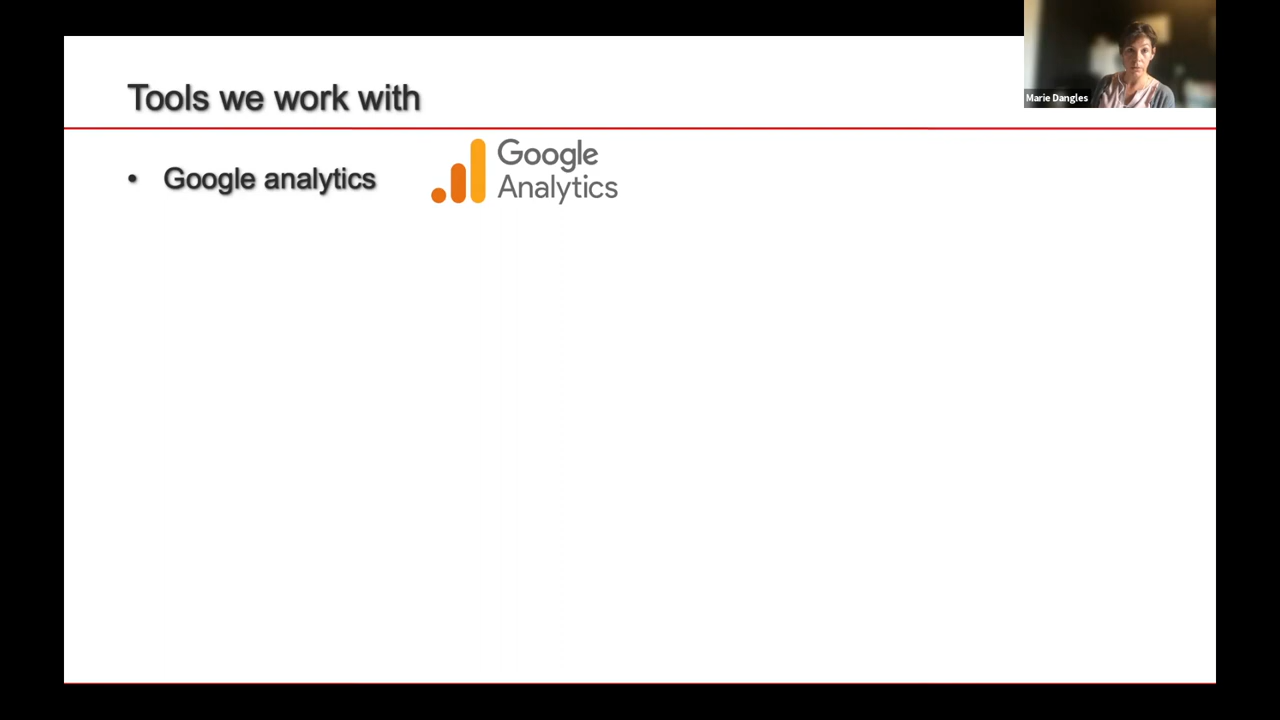 Tools we work with
Marie Dangles
• Google analytics
Google
Analytics